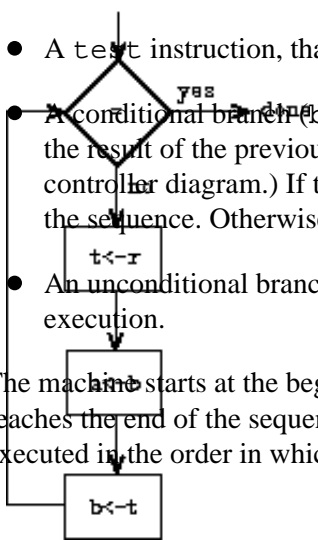 • A test instruction, tha
yes
• A conditional branch (b
done
the result of the previou
controller diagram.) If t
no
the sequence. Otherwise
t<-r
• An unconditional branc
execution.
a<-b
he machine starts at the beg
eaches the end of the sequen
xecuted in the order in whic
b<-t